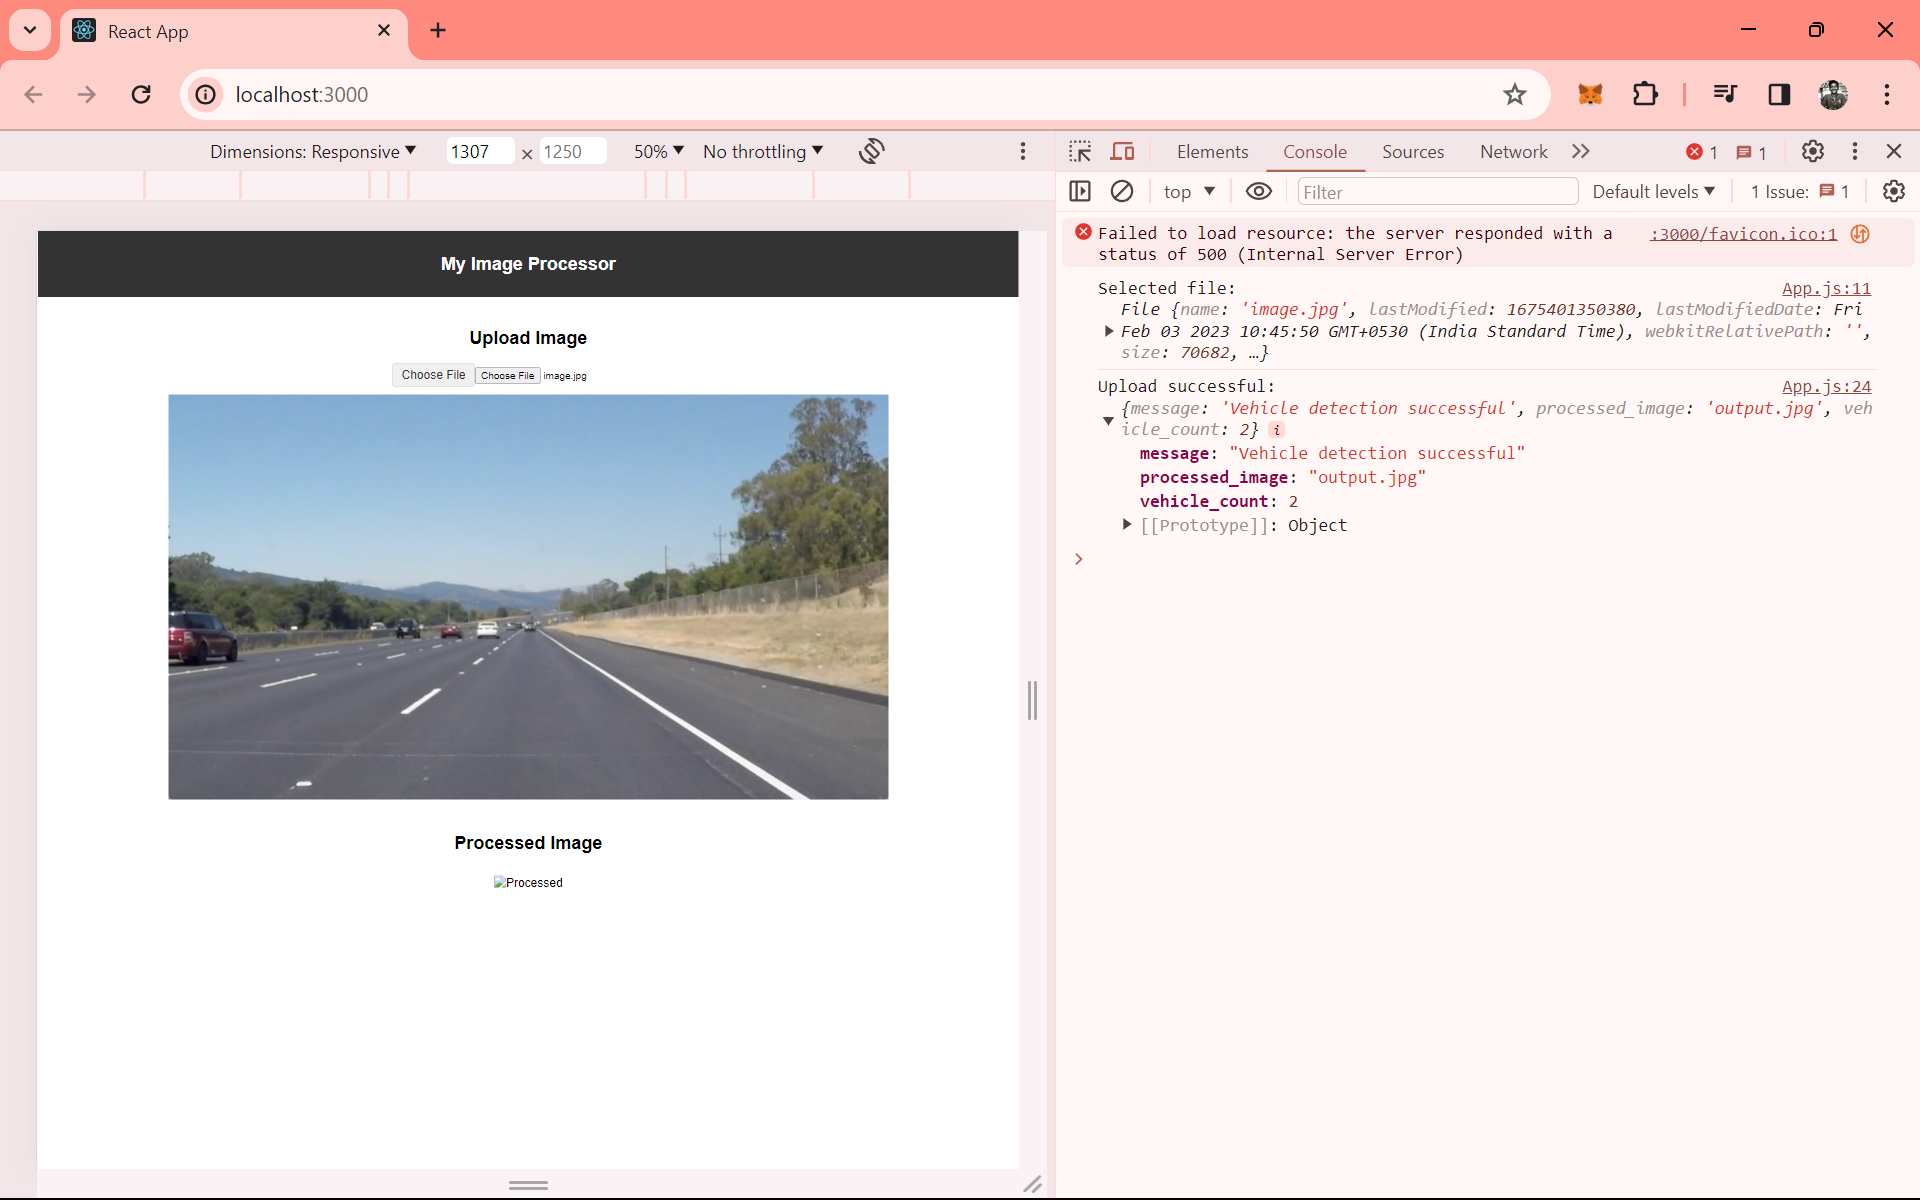 React App
localhost:3000
Dimensions: Responsive 1307 × 1250 50% No throttling
Elements Console Sources Network 1 1
top Filter Default levels 1 Issue: 1
My Image Processor
Upload Image
Choose File Choose File image.jpg
Processed Image
Processed
Failed to load resource: the server responded with a :3000/favicon.ico:1
status of 500 (Internal Server Error)
Selected file: App.js:11
File {name: 'image.jpg', lastModified: 1675401350380, lastModifiedDate: Fri
Feb 03 2023 10:45:50 GMT+0530 (India Standard Time), webkitRelativePath: '',
size: 70682, …}
Upload successful: App.js:24
{message: 'Vehicle detection successful', processed_image: 'output.jpg', veh
icle_count: 2} i
message: "Vehicle detection successful"
processed_image: "output.jpg"
vehicle_count: 2
[[Prototype]]: Object